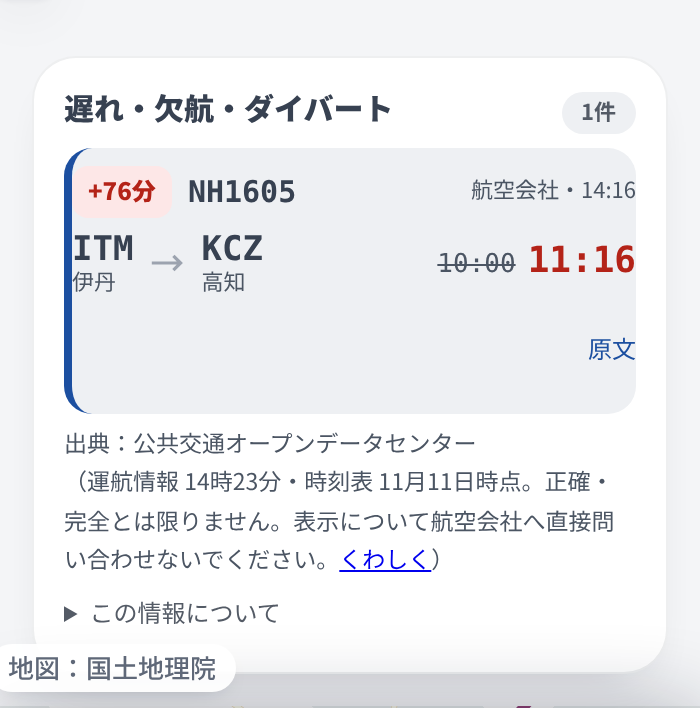 遅れ・欠航・ダイバート
1件
+76分 NH1605 航空会社・14:16
ITM → KCZ 10:00 11:16
伊丹 高知
原文
出典：公共交通オープンデータセンター
（運航情報 14時23分・時刻表 11月11日時点。正確・
完全とは限りません。表示について航空会社へ直接問
い合わせないでください。くわしく）
▶ この情報について
地図：国土地理院